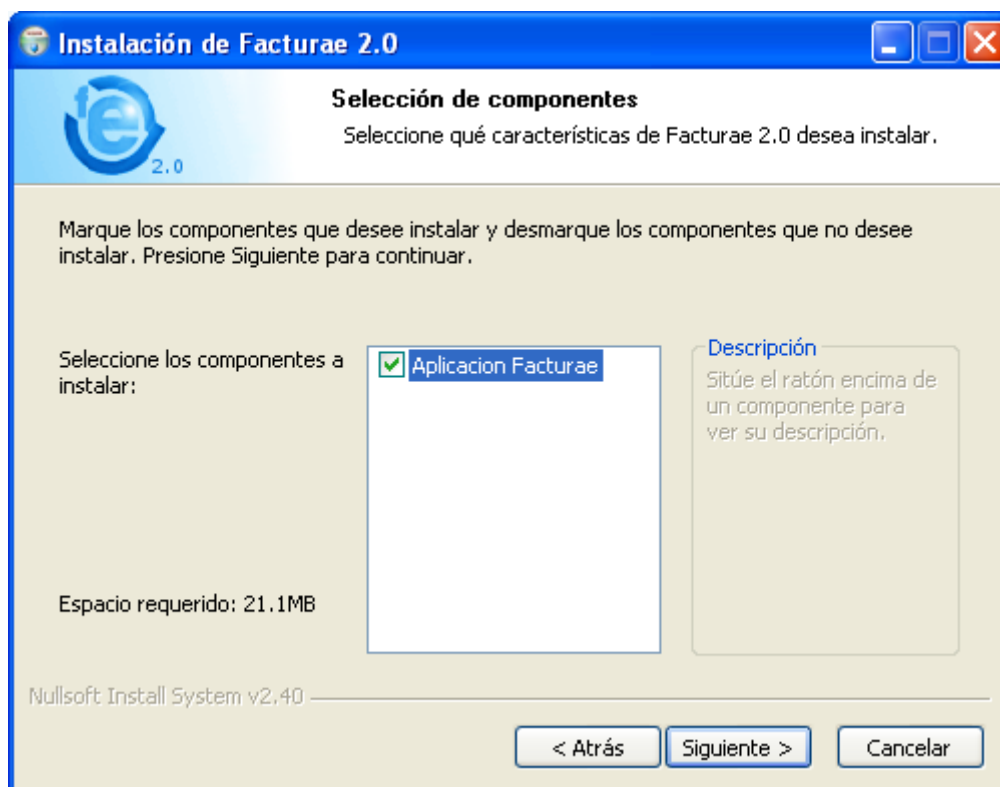 Instalación de Facturae 2.0
fe
2.0
Selección de componentes
Seleccione qué características de Facturae 2.0 desea instalar.
Marque los componentes que desee instalar y desmarque los componentes que no desee
instalar. Presione Siguiente para continuar.
Seleccione los componentes a
instalar:
Aplicacion Facturae
Descripción
Sitúe el ratón encima de
un componente para
ver su descripción.
Espacio requerido: 21.1MB
Nullsoft Install System v2.40
< Atrás
Siguiente >
Cancelar